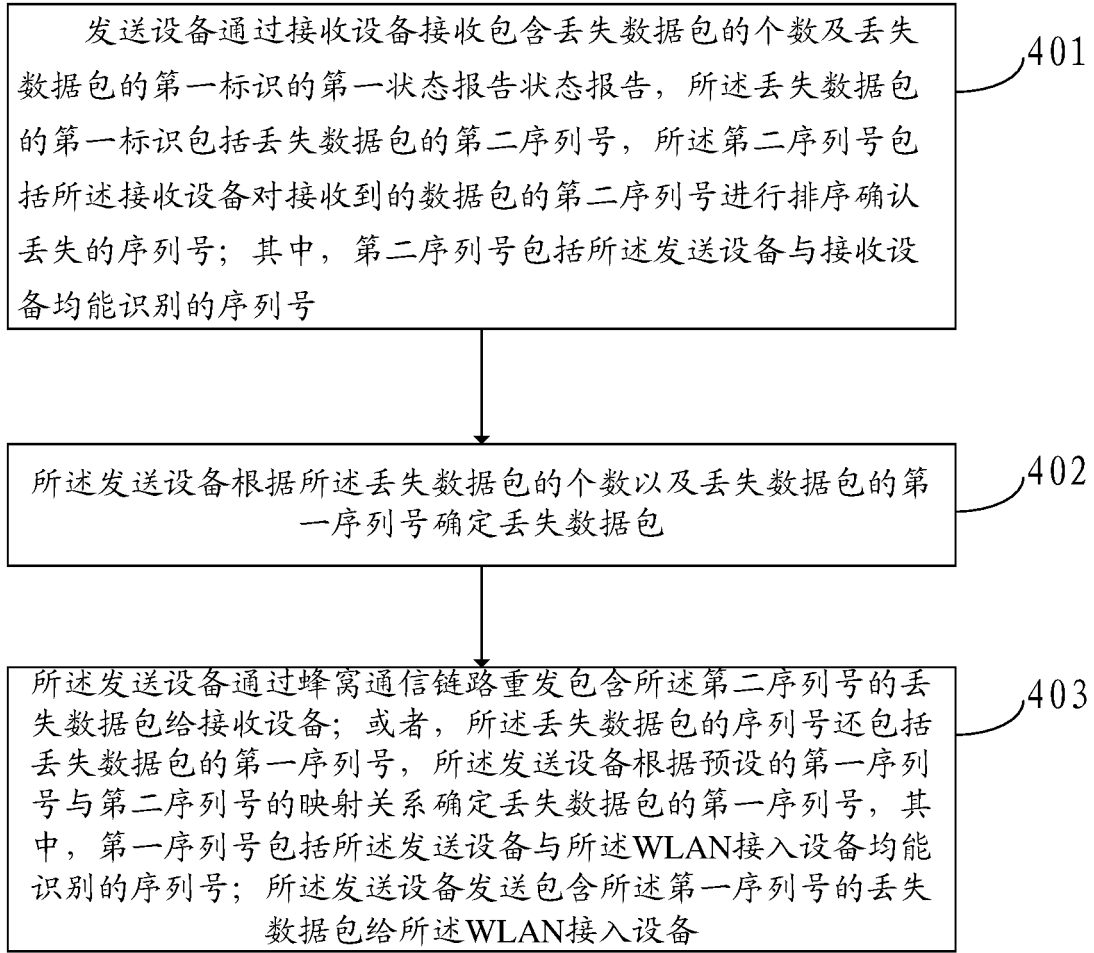 发送设备通过接收设备接收包含丢失数据包的个数及丢失
数据包的第一标识的第一状态报告状态报告，所述丢失数据包
的第一标识包括丢失数据包的第二序列号，所述第二序列号包
括所述接收设备对接收到的数据包的第二序列号进行排序确认
丢失的序列号；其中，第二序列号包括所述发送设备与接收设
备均能识别的序列号
401
所述发送设备根据所述丢失数据包的个数以及丢失数据包的第
一序列号确定丢失数据包
402
所述发送设备通过蜂窝通信链路重发包含所述第二序列号的丢
失数据包给接收设备；或者，所述丢失数据包的序列号还包括
丢失数据包的第一序列号，所述发送设备根据预设的第一序列
号与第二序列号的映射关系确定丢失数据包的第一序列号，其
中，第一序列号包括所述发送设备与所述WLAN接入设备均能
识别的序列号；所述发送设备发送包含所述第一序列号的丢失
数据包给所述WLAN接入设备
403